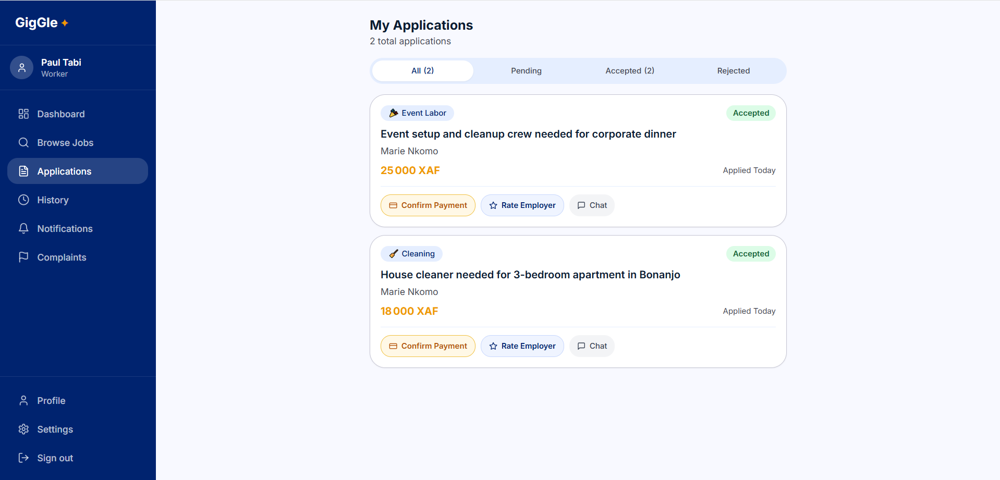 GigGle
Paul Tabi
Worker
Dashboard
Browse Jobs
Applications
History
Notifications
Complaints
Profile
Settings
Sign out
My Applications
2 total applications
All (2) Pending Accepted (2) Rejected
Event Labor Accepted
Event setup and cleanup crew needed for corporate dinner
Marie Nkomo
25 000 XAF Applied Today
Confirm Payment Rate Employer Chat
Cleaning Accepted
House cleaner needed for 3-bedroom apartment in Bonanjo
Marie Nkomo
18 000 XAF Applied Today
Confirm Payment Rate Employer Chat